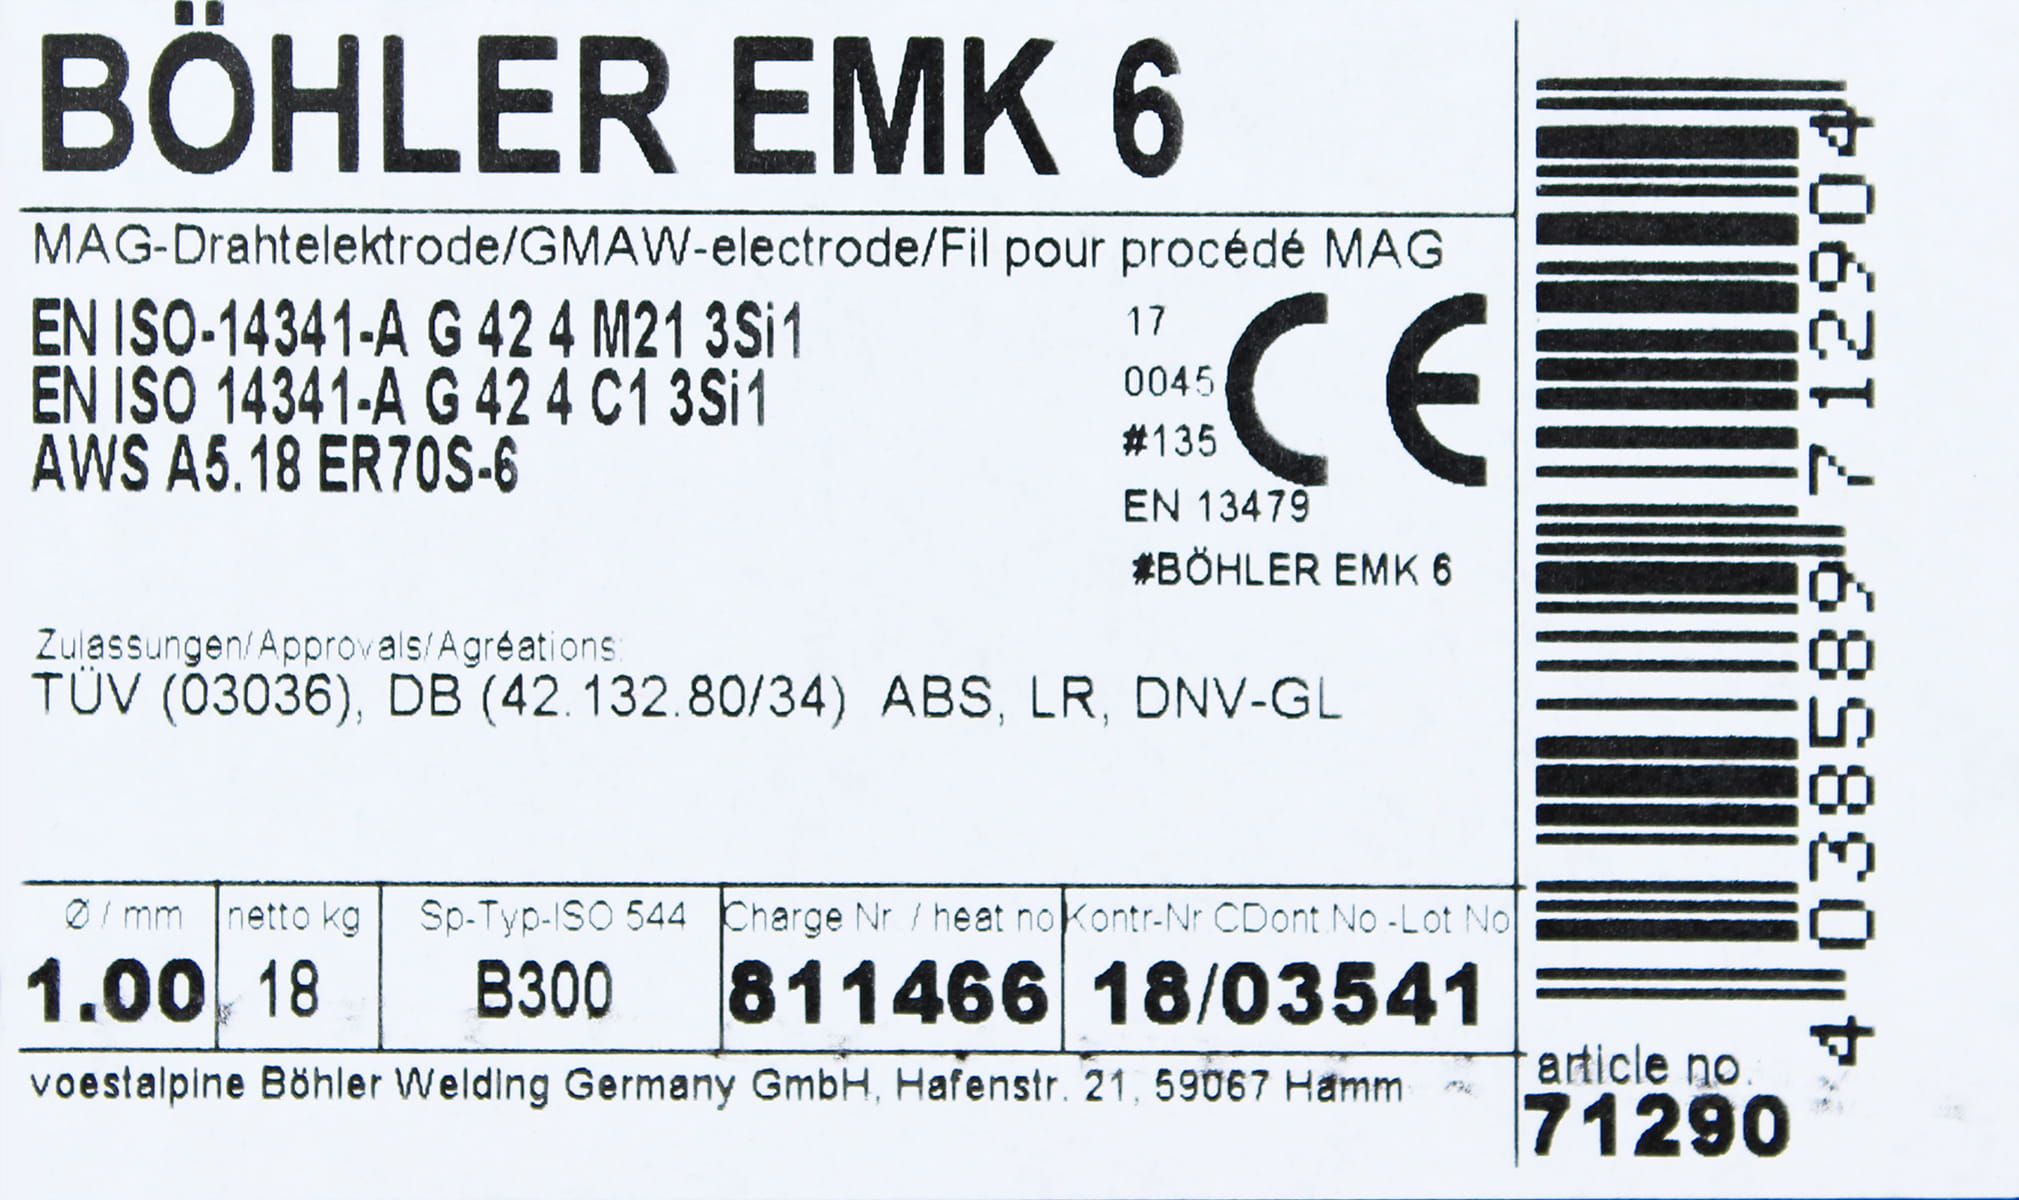 BÖHLER EMK 6
MAG-Drahtelektrode/GMAW-electrode/Fil pour procédé MAG
EN ISO-14341-A G 42 4 M21 3Si1
EN ISO 14341-A G 42 4 C1 3Si1
AWS A5.18 ER70S-6
17
0045
#135
CE
EN 13479
#BÖHLER EMK 6
Zulassungen/Approvals/Agréations:
TÜV (03036), DB (42.132.80/34) ABS, LR, DNV-GL
Ø / mm netto kg Sp-Typ-ISO 544 Charge Nr / heat no Kontr-Nr CDont.No -Lot No
1.00 18 B300 811466 18/03541
voestalpine Böhler Welding Germany GmbH, Hafenstr. 21, 59067 Hamm
4 038589 712904
article no.
71290